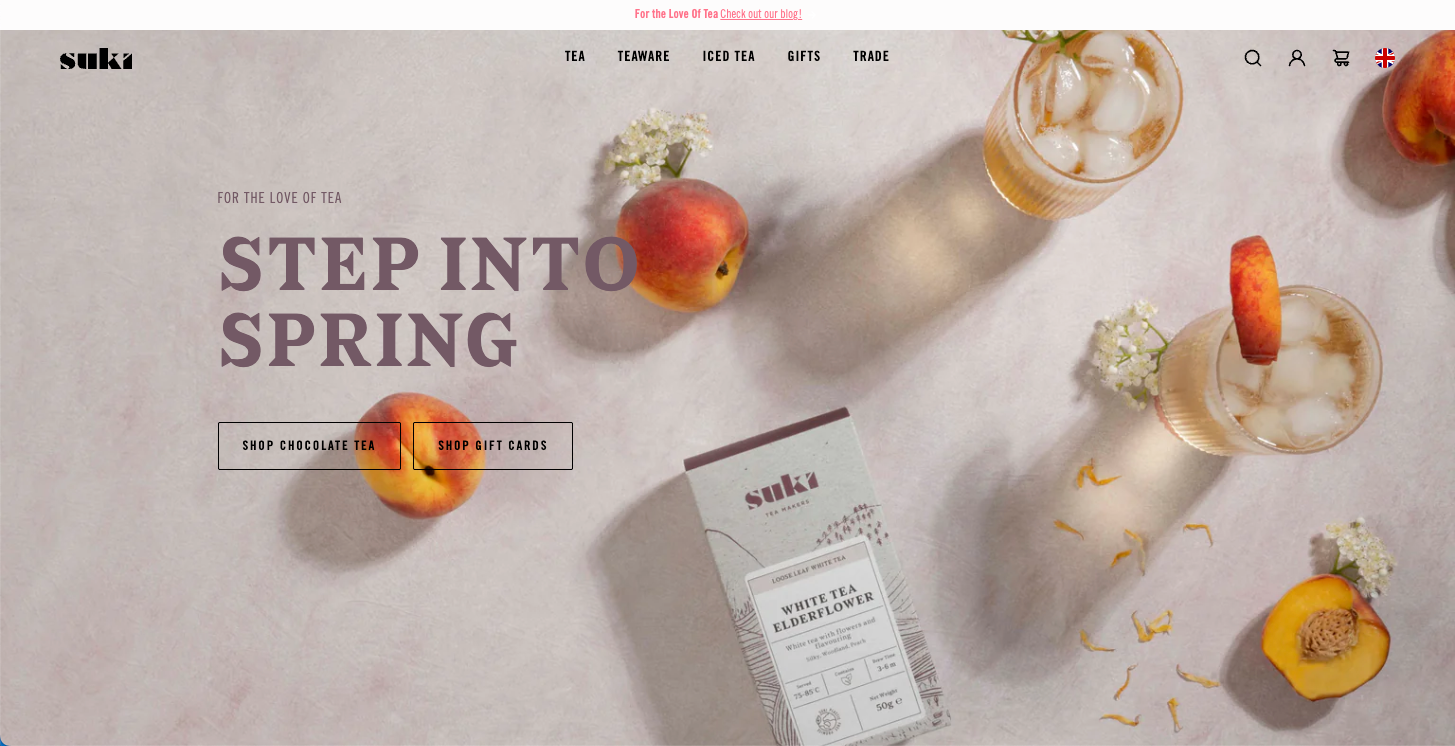 For the Love Of Tea Check out our blog!
suki
TEA
TEAWARE
ICED TEA
GIFTS
TRADE
FOR THE LOVE OF TEA
STEP INTO
SPRING
SHOP CHOCOLATE TEA
SHOP GIFT CARDS
suki
TEA MAKERS
LOOSE LEAF WHITE TEA
WHITE TEA
ELDERFLOWER
White tea with flowers and
flavouring
Silky, Woodland, Peach
Served
75-85°C
Contains
Brew Time
3-6 m
Net Weight
50g ℮